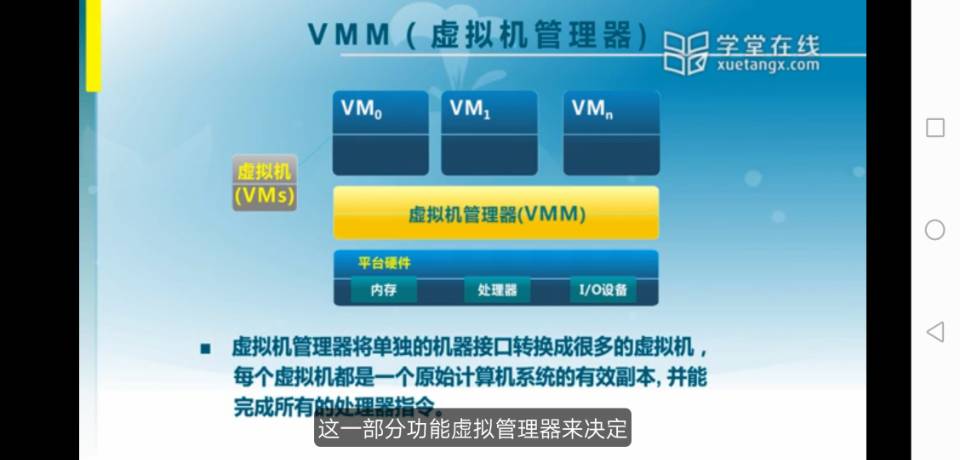 VMM（虚拟机管理器）
学堂在线
xuetangx.com
VM0
VM1
VMn
虚拟机
(VMs)
虚拟机管理器(VMM)
平台硬件
内存
处理器
I/O设备
■ 虚拟机管理器将单独的机器接口转换成很多的虚拟机，
每个虚拟机都是一个原始计算机系统的有效副本,并能
完成所有的处理器指令。
这一部分功能虚拟管理器来决定